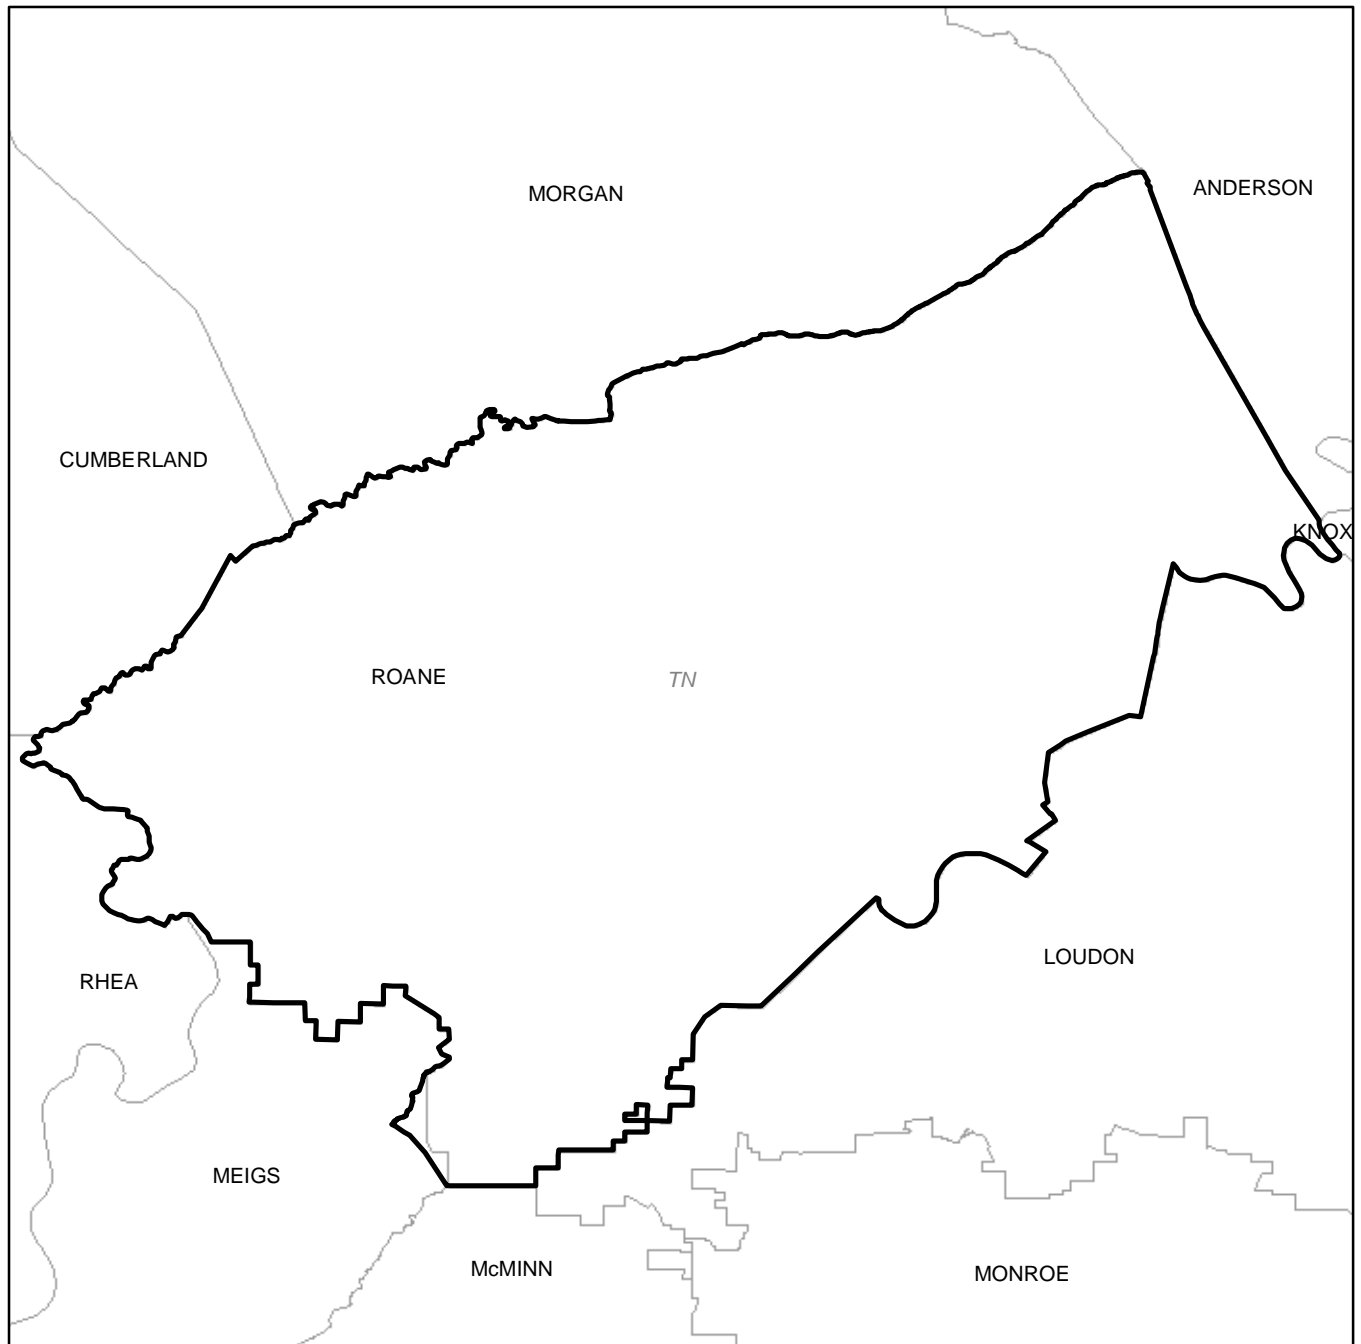 ANDERSON
MORGAN
CUMBERLAND
KNOX
ROANE
TN
LOUDON
RHEA
MEIGS
McMINN
MONROE